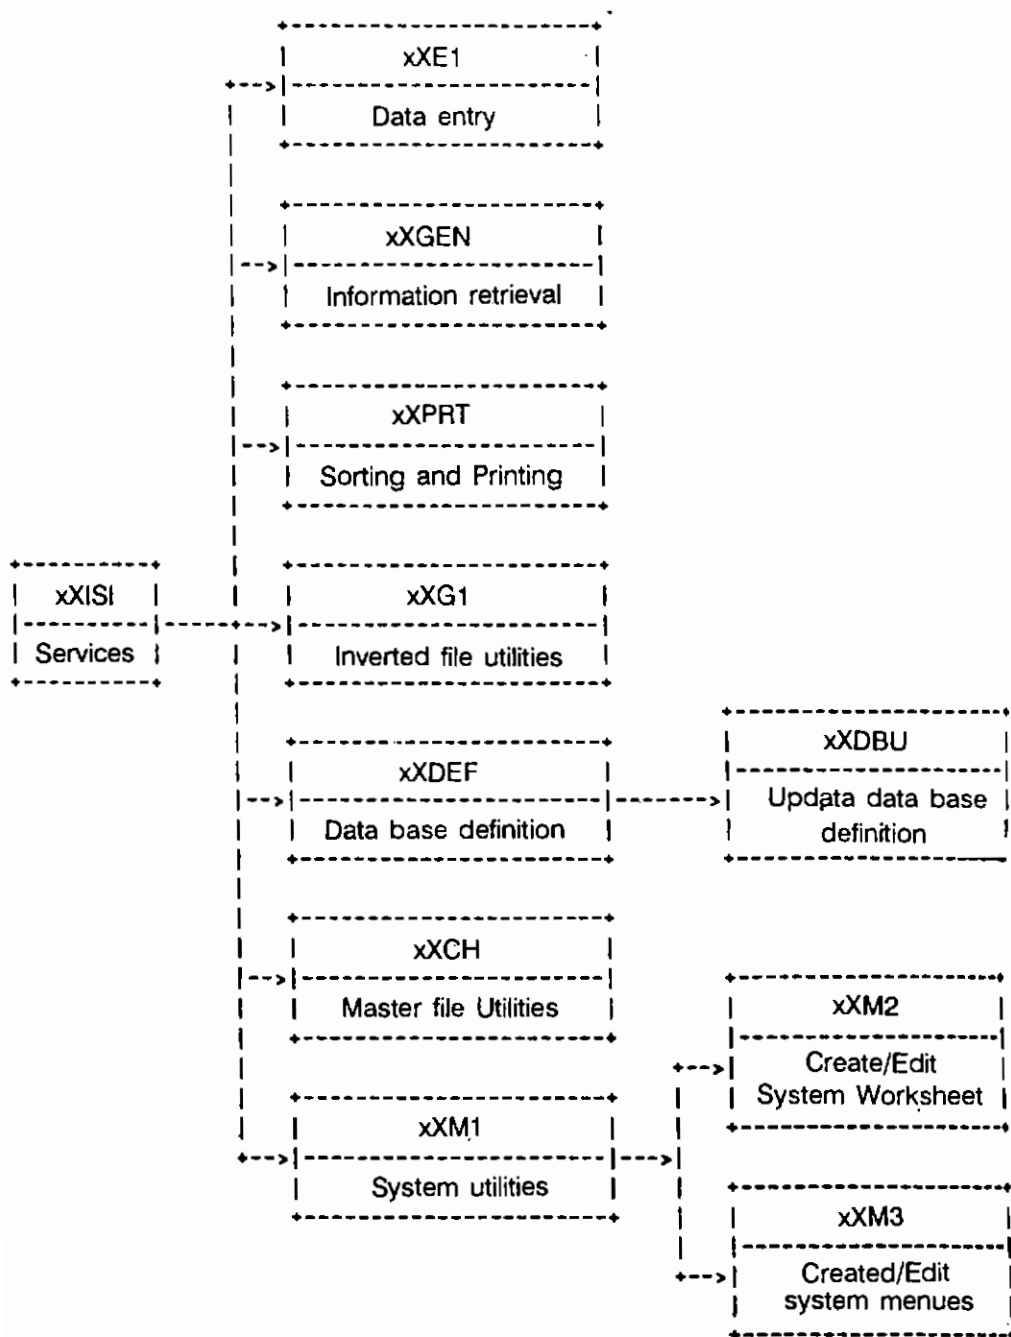 xXE1
Data entry
xXGEN
Information retrieval
xXPRT
Sorting and Printing
xXISI
Services
xXG1
Inverted file utilities
xXDEF
Data base definition
xXDBU
Updata data base
definition
xXCH
Master file Utilities
xXM1
System utilities
xXM2
Create/Edit
System Worksheet
xXM3
Created/Edit
system menues